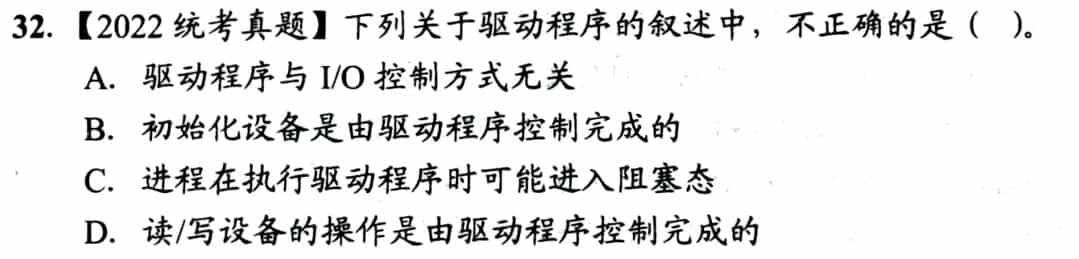 32.【2022 统考真题】下列关于驱动程序的叙述中，不正确的是（ ）。
A. 驱动程序与 I/O 控制方式无关
B. 初始化设备是由驱动程序控制完成的
C. 进程在执行驱动程序时可能进入阻塞态
D. 读/写设备的操作是由驱动程序控制完成的